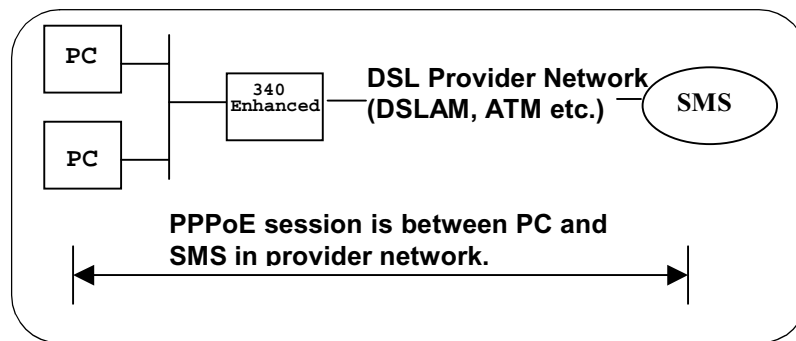 PC
340
Enhanced
DSL Provider Network
(DSLAM, ATM etc.)
SMS
PC
PPPoE session is between PC and
SMS in provider network.